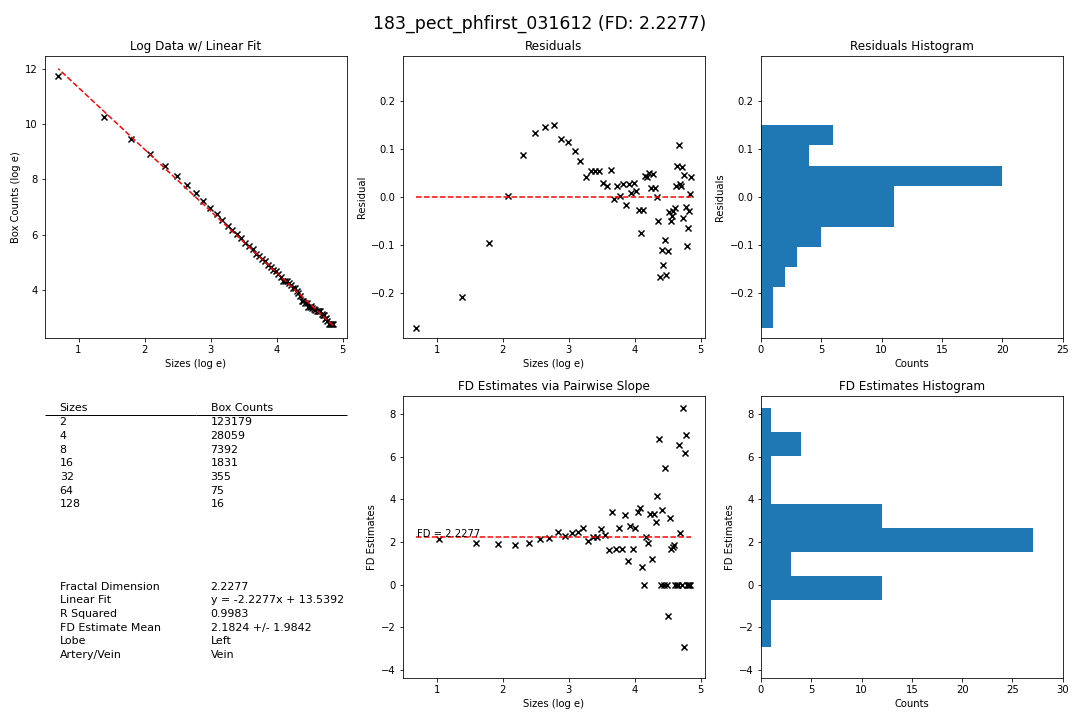 183_pect_phfirst_031612 (FD: 2.2277)
Log Data w/ Linear Fit
Box Counts (log e)
12
10
8
6
4
1
2
3
4
5
Sizes (log e)
Residuals
Residual
0.2
0.1
0.0
−0.1
−0.2
1
2
3
4
5
Sizes (log e)
Residuals Histogram
Residuals
0.2
0.1
0.0
−0.1
−0.2
0
5
10
15
20
25
Counts
Sizes Box Counts
2 123179
4 28059
8 7392
16 1831
32 355
64 75
128 16
Fractal Dimension 2.2277
Linear Fit y = -2.2277x + 13.5392
R Squared 0.9983
FD Estimate Mean 2.1824 +/- 1.9842
Lobe Left
Artery/Vein Vein
FD Estimates via Pairwise Slope
FD Estimates
8
6
4
2
0
−2
−4
FD = 2.2277
1
2
3
4
5
Sizes (log e)
FD Estimates Histogram
FD Estimates
8
6
4
2
0
−2
−4
0
5
10
15
20
25
30
Counts